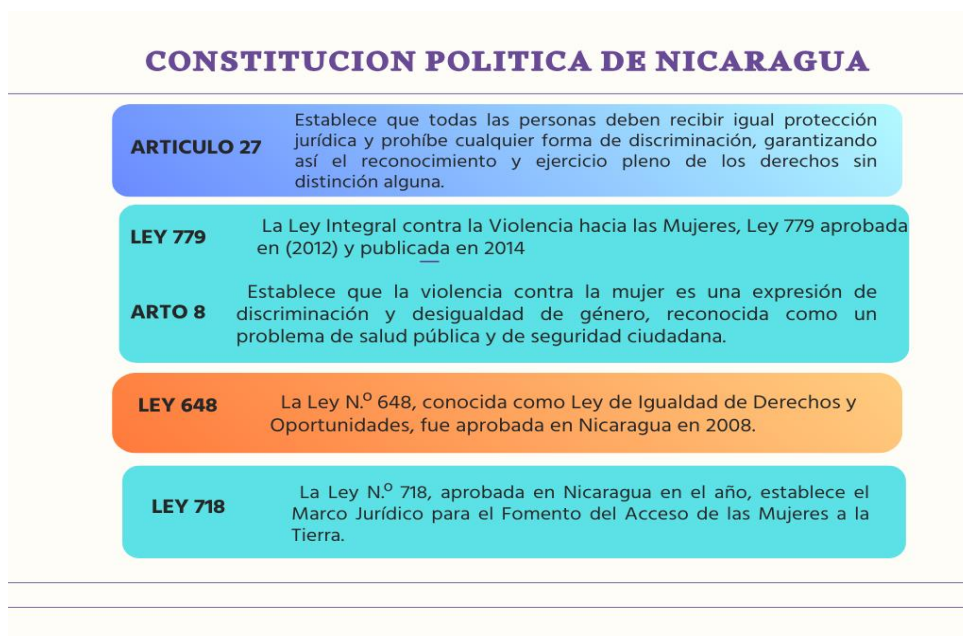 CONSTITUCION POLITICA DE NICARAGUA
ARTICULO 27
Establece que todas las personas deben recibir igual protección
jurídica y prohíbe cualquier forma de discriminación, garantizando
así el reconocimiento y ejercicio pleno de los derechos sin
distinción alguna.
LEY 779
La Ley Integral contra la Violencia hacia las Mujeres, Ley 779 aprobada
en (2012) y publicada en 2014
ARTO 8
Establece que la violencia contra la mujer es una expresión de
discriminación y desigualdad de género, reconocida como un
problema de salud pública y de seguridad ciudadana.
LEY 648
La Ley N.º 648, conocida como Ley de Igualdad de Derechos y
Oportunidades, fue aprobada en Nicaragua en 2008.
LEY 718
La Ley N.º 718, aprobada en Nicaragua en el año, establece el
Marco Jurídico para el Fomento del Acceso de las Mujeres a la
Tierra.